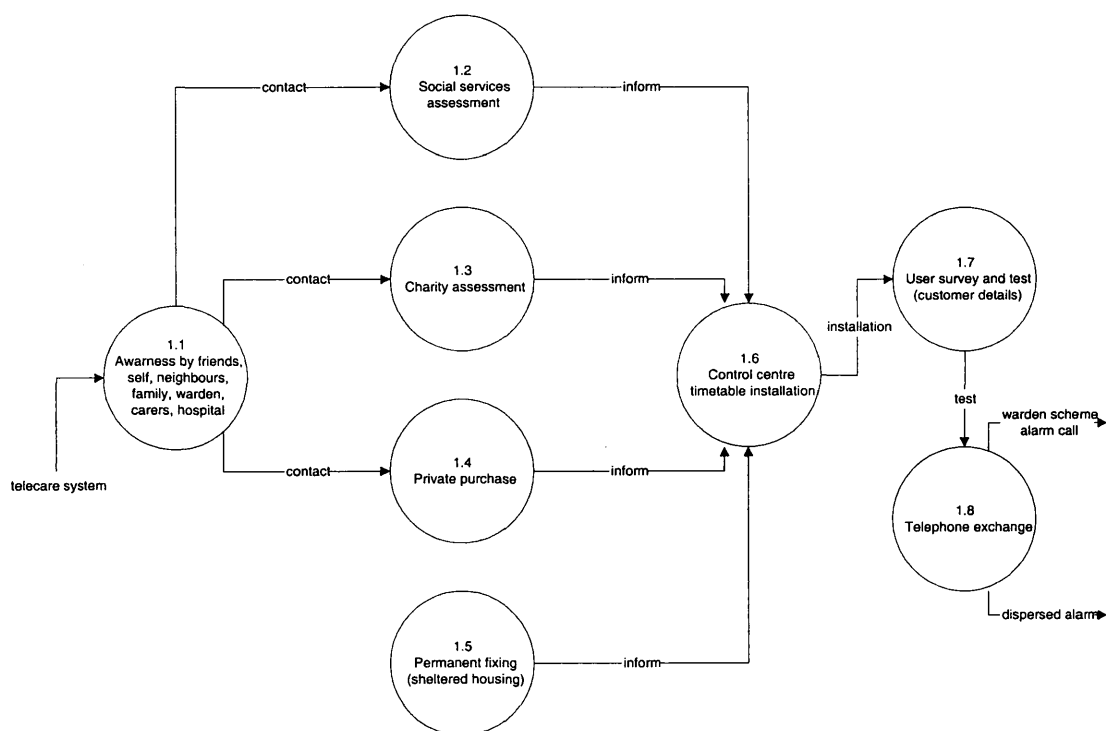 1.2
Social services
assessment
contact
inform
1.3
Charity assessment
contact
inform
1.7
User survey and test
(customer details)
installation
1.1
Awarness by friends,
self, neighbours,
family, warden,
carers, hospital
1.6
Control centre
timetable installation
test
warden scheme
alarm call
telecare system
contact
1.4
Private purchase
inform
1.8
Telephone exchange
dispersed alarm
1.5
Permanent fixing
(sheltered housing)
inform